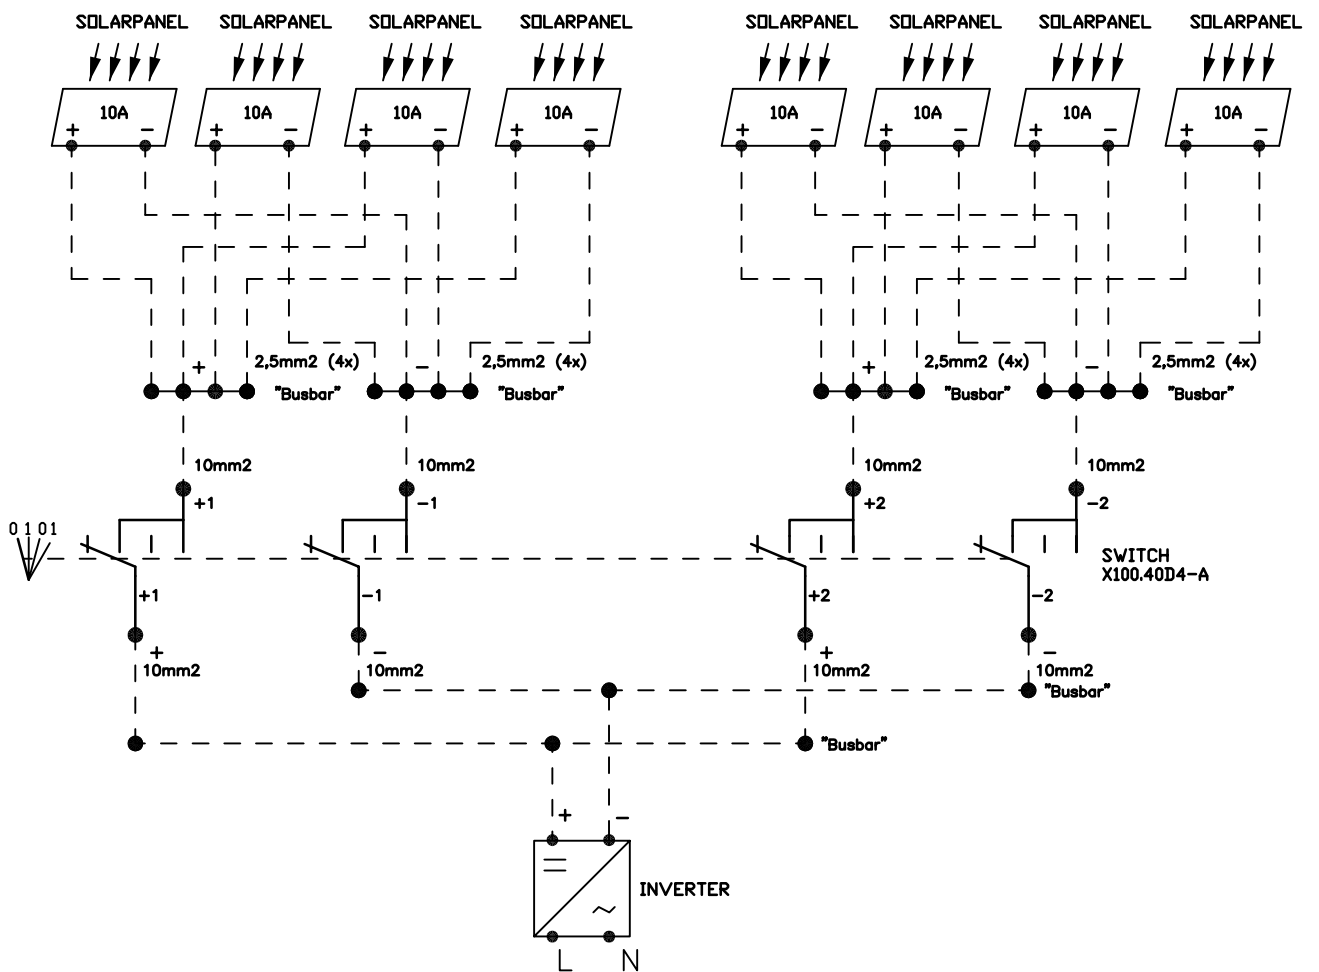 SOLARPANEL SOLARPANEL SOLARPANEL SOLARPANEL SOLARPANEL SOLARPANEL SOLARPANEL SOLARPANEL
10A 10A 10A 10A 10A 10A 10A 10A
+ − + − + − + − + − + − + − + −
+ 2,5mm2 (4x) − 2,5mm2 (4x) + 2,5mm2 (4x) − 2,5mm2 (4x)
"Busbar" "Busbar" "Busbar" "Busbar"
10mm2 10mm2 10mm2 10mm2
+1 −1 +2 −2
0 1 0 1
SWITCH
X100.40D4-A
+1 −1 +2 −2
+ − + −
10mm2 10mm2 10mm2 10mm2
"Busbar"
"Busbar"
+ −
INVERTER
L N